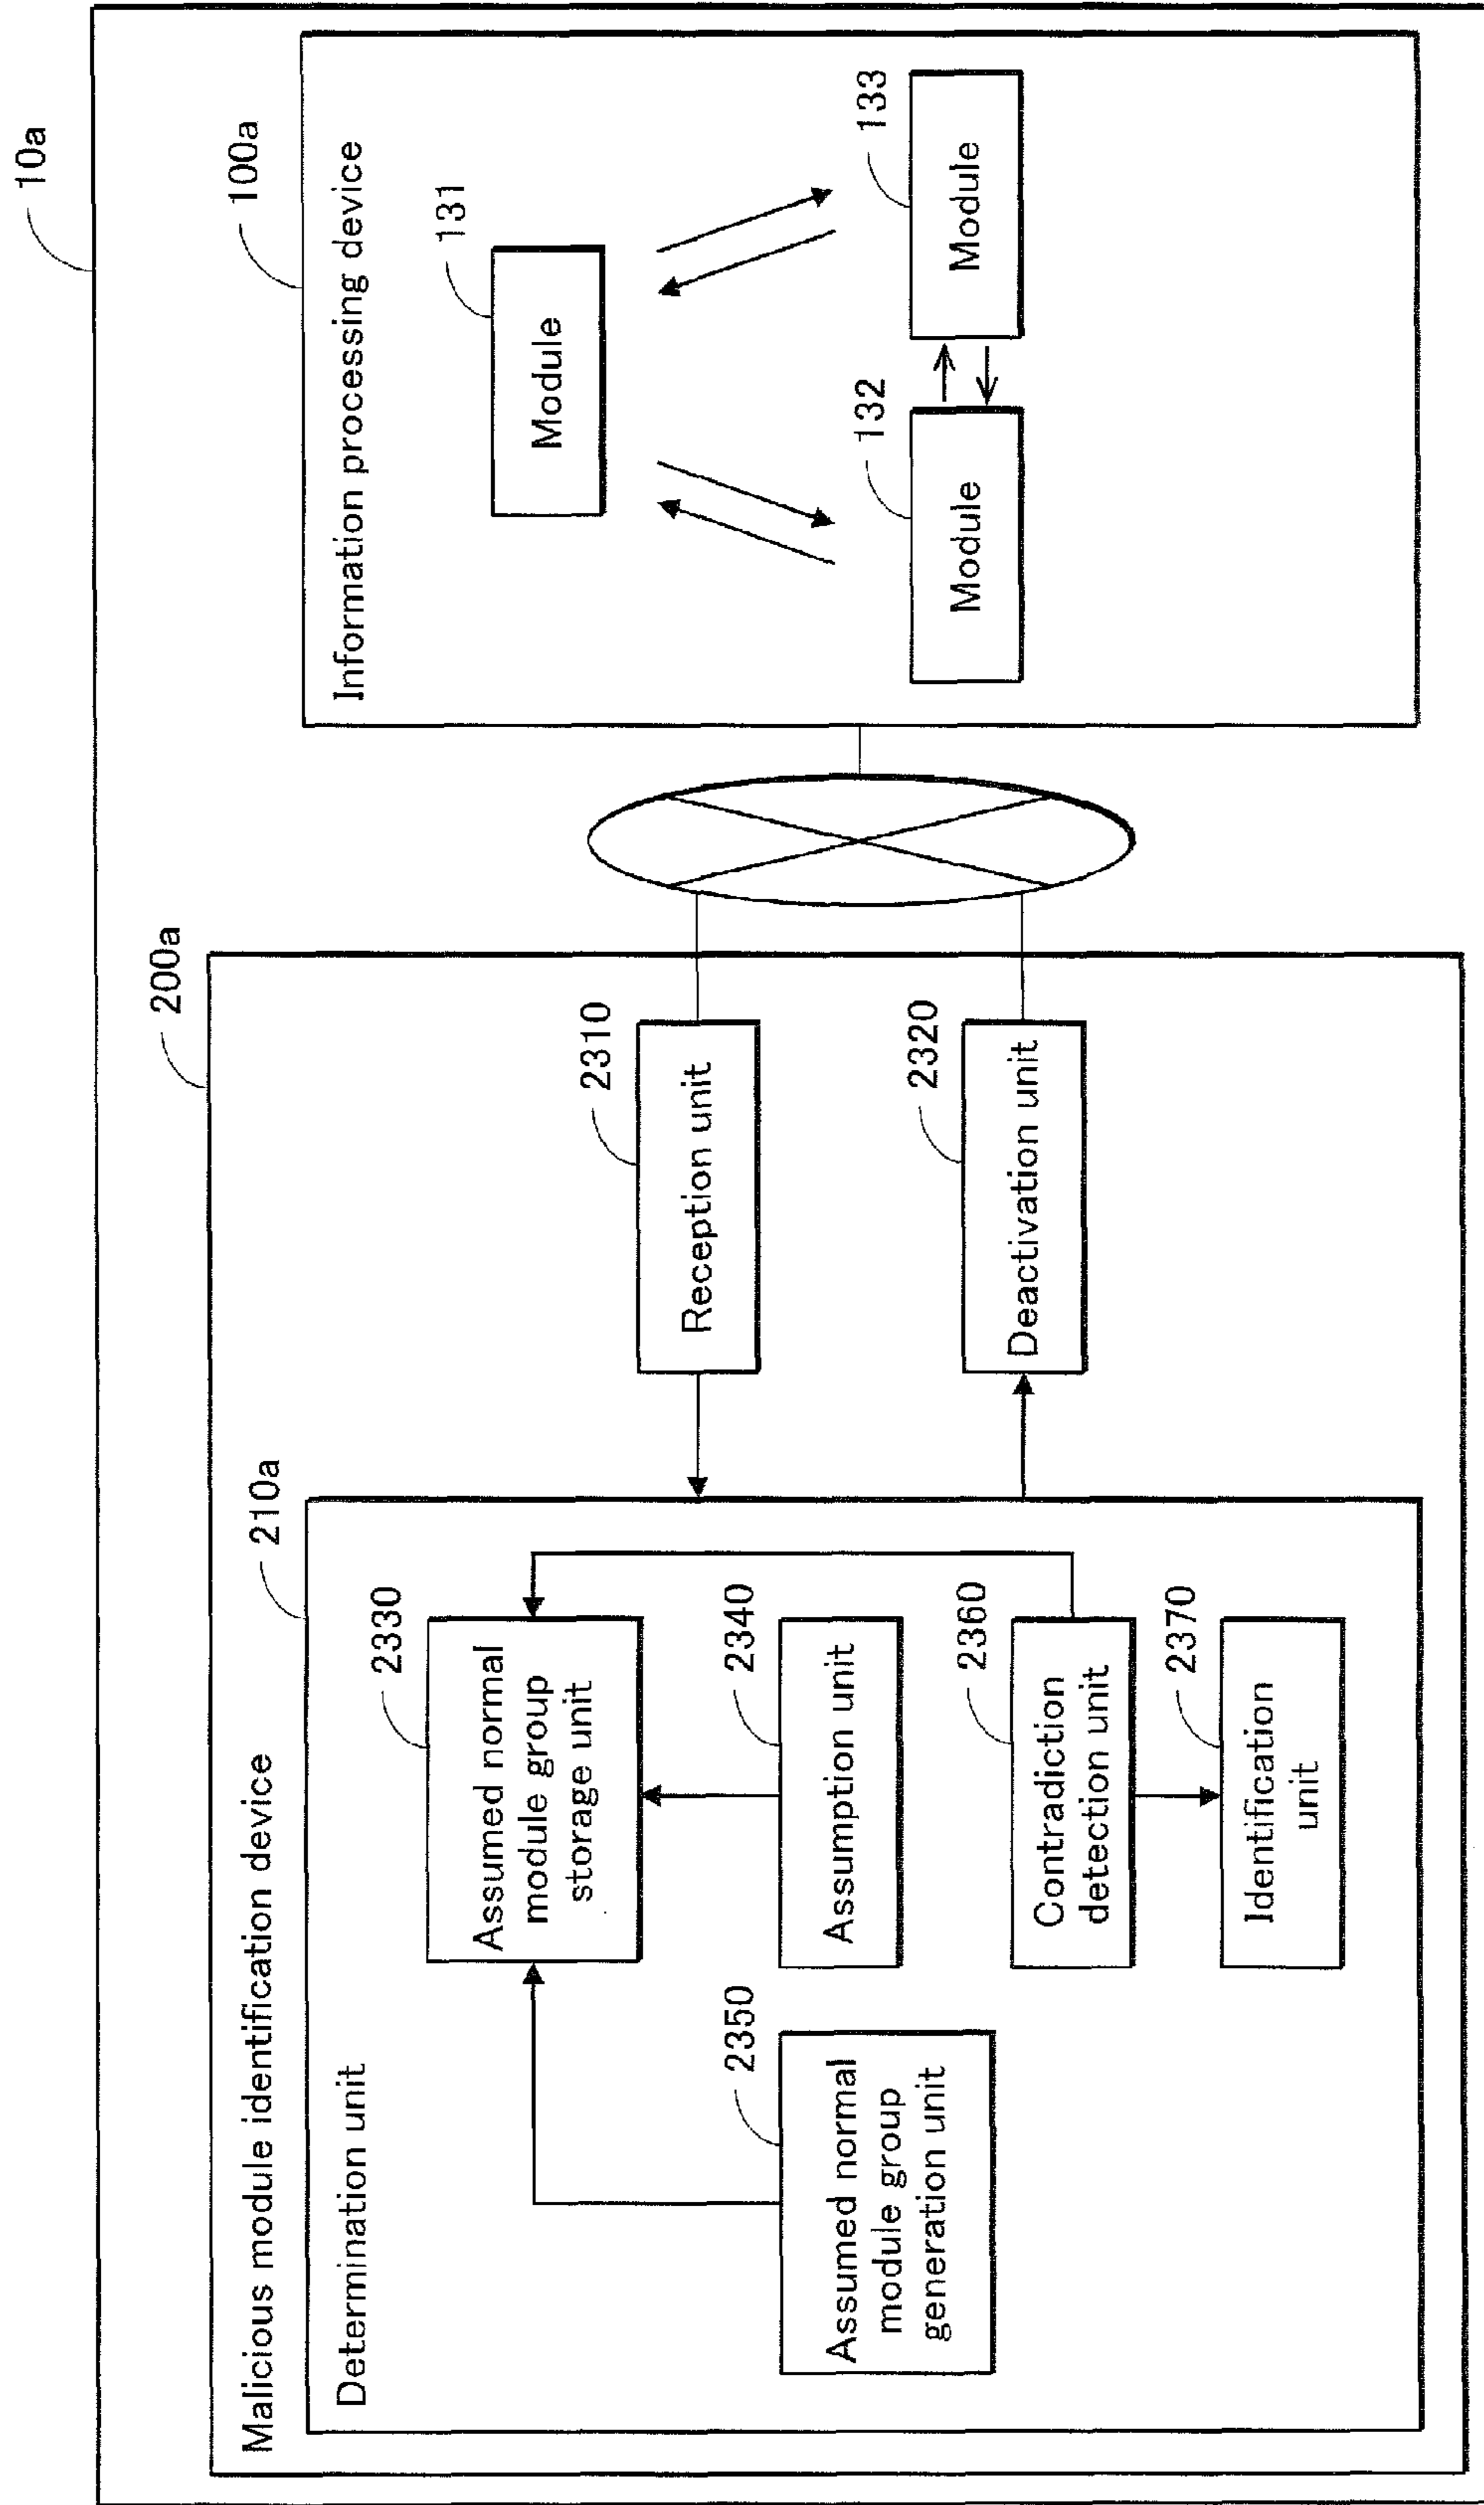 10a
Malicious module identification device
200a
Determination unit
210a
Assumed normal
module group
storage unit
2330
Assumed normal
module group
generation unit
2350
Assumption unit
2340
Contradiction
detection unit
2360
Identification
unit
2370
Reception unit
2310
Deactivation unit
2320
Information processing device
100a
Module
131
Module
132
Module
133